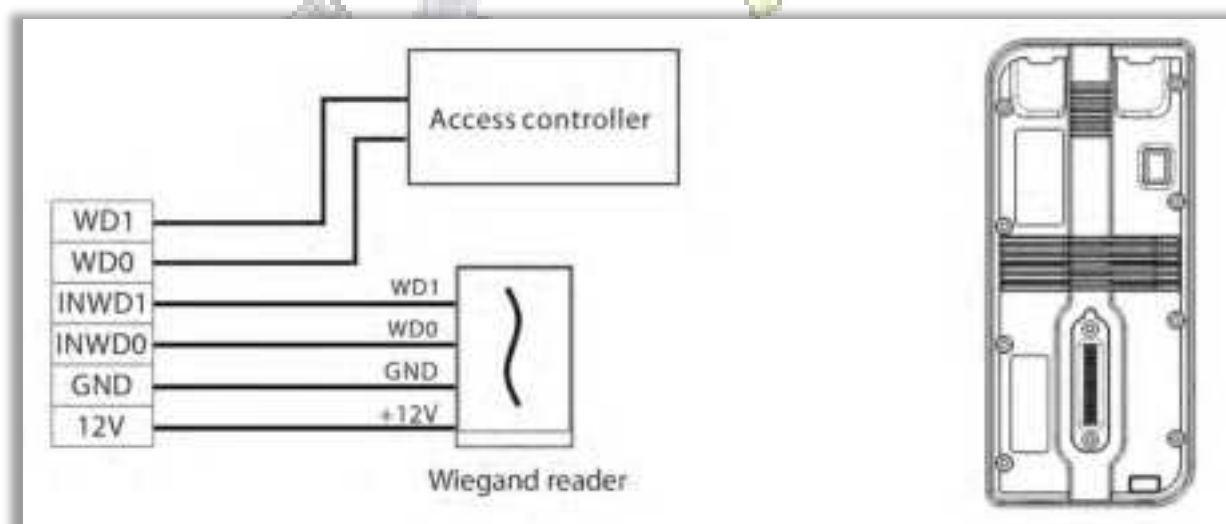 Access controller
WD1
WD0
INWD1
INWD0
GND
12V
WD1
WD0
GND
+12V
Wiegand reader